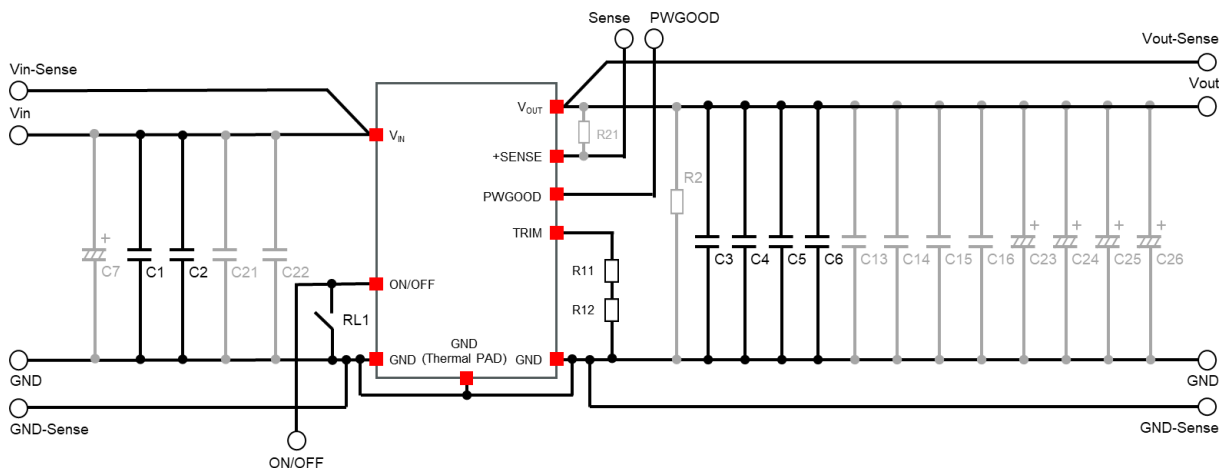 Sense
PWGOOD
Vout-Sense
Vin-Sense
Vout
Vin
VOUT
R21
VIN
+SENSE
R2
PWGOOD
TRIM
+
C7
C1
C2
C21
C22
C3
C4
C5
C6
C13
C14
C15
C16
+
C23
+
C24
+
C25
+
C26
R11
ON/OFF
RL1
R12
GND
(Thermal PAD)
GND
GND
GND
GND
GND-Sense
GND-Sense
ON/OFF